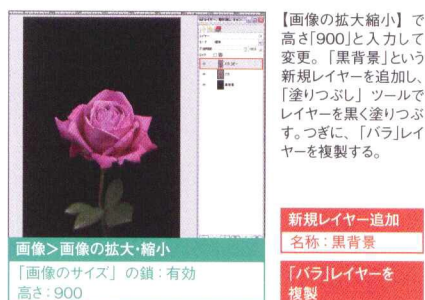 【画像の拡大縮小】で
高さ「900」と入力して
変更。「黒背景」という
新規レイヤーを追加し、
「塗りつぶし」ツールで
レイヤーを黒く塗りつぶ
す。つぎに、「バラ」レイ
ヤーを複製する。
画像>画像の拡大・縮小
「画像のサイズ」の鎖:有効
高さ:900
新規レイヤー追加
名称:黒背景
「バラ」レイヤーを
複製